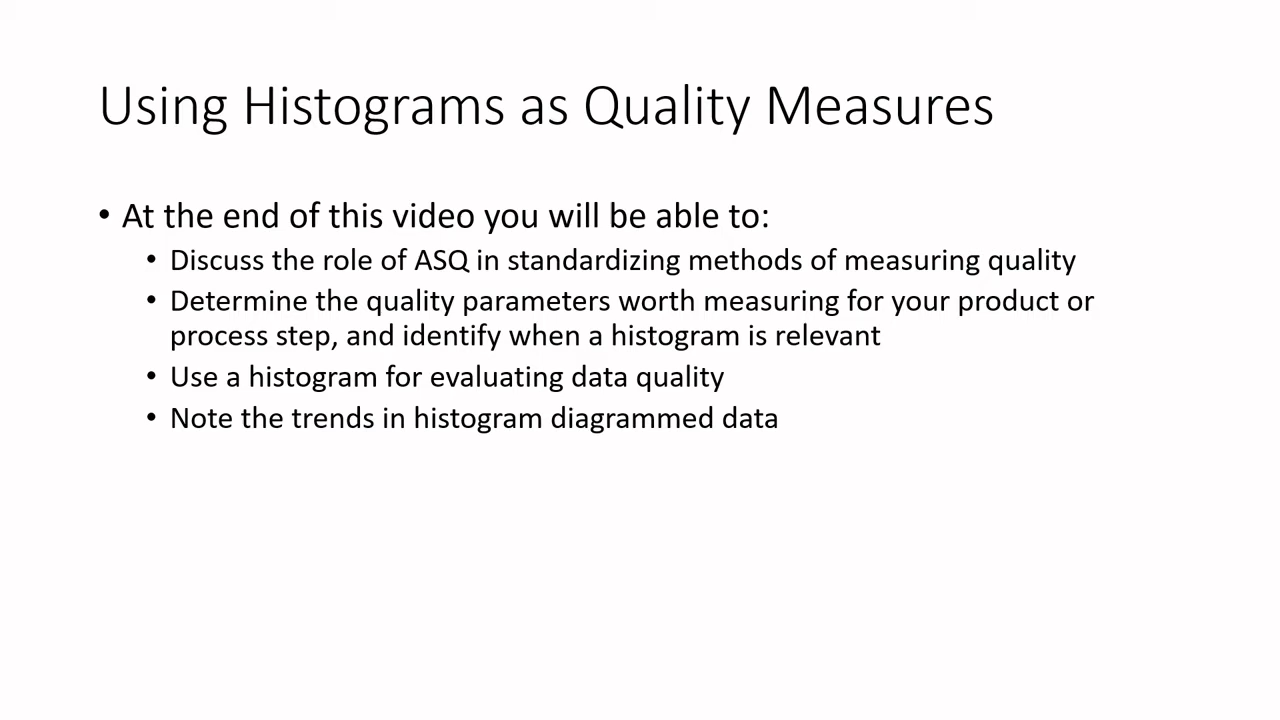 Using Histograms as Quality Measures
• At the end of this video you will be able to:
• Discuss the role of ASQ in standardizing methods of measuring quality
• Determine the quality parameters worth measuring for your product or
process step, and identify when a histogram is relevant
• Use a histogram for evaluating data quality
• Note the trends in histogram diagrammed data